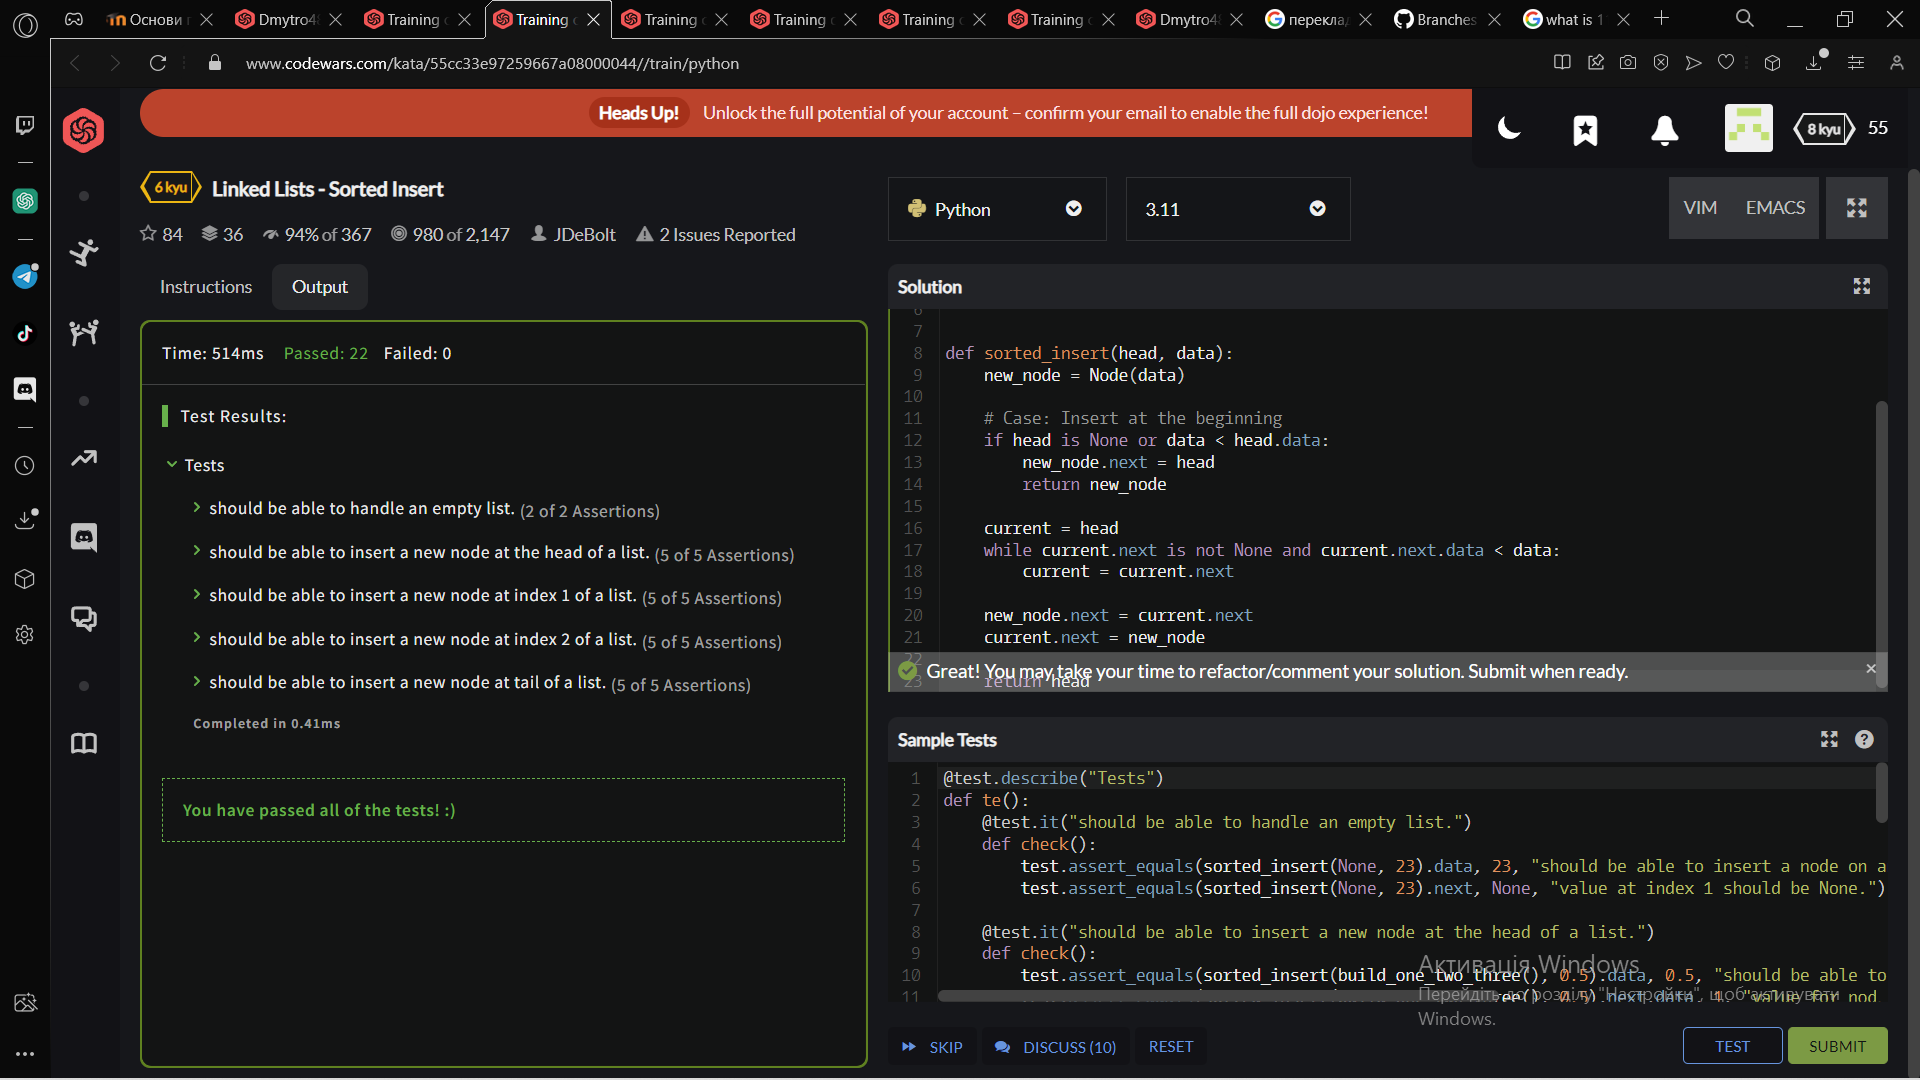 Основи
Dmytro4
Training
Training
Training
Training
Training
Training
Dmytro4
перекла
Branches
what is 1
www.codewars.com/kata/55cc33e97259667a08000044//train/python
Heads Up! Unlock the full potential of your account – confirm your email to enable the full dojo experience!
8 kyu 55
6 kyu Linked Lists - Sorted Insert
84 36 94% of 367 980 of 2,147 JDeBolt 2 Issues Reported
Python
3.11
VIM EMACS
Instructions Output
Time: 514ms Passed: 22 Failed: 0
Test Results:
Tests
should be able to handle an empty list. (2 of 2 Assertions)
should be able to insert a new node at the head of a list. (5 of 5 Assertions)
should be able to insert a new node at index 1 of a list. (5 of 5 Assertions)
should be able to insert a new node at index 2 of a list. (5 of 5 Assertions)
should be able to insert a new node at tail of a list. (5 of 5 Assertions)
Completed in 0.41ms
You have passed all of the tests! :)
Solution
6
7
8 def sorted_insert(head, data):
9 new_node = Node(data)
10
11 # Case: Insert at the beginning
12 if head is None or data < head.data:
13 new_node.next = head
14 return new_node
15
16 current = head
17 while current.next is not None and current.next.data < data:
18 current = current.next
19
20 new_node.next = current.next
21 current.next = new_node
22
23 return head
Great! You may take your time to refactor/comment your solution. Submit when ready.
Sample Tests
1 @test.describe("Tests")
2 def te():
3 @test.it("should be able to handle an empty list.")
4 def check():
5 test.assert_equals(sorted_insert(None, 23).data, 23, "should be able to insert a node on a
6 test.assert_equals(sorted_insert(None, 23).next, None, "value at index 1 should be None.")
7
8 @test.it("should be able to insert a new node at the head of a list.")
9 def check():
10 test.assert_equals(sorted_insert(build_one_two_three(), 0.5).data, 0.5, "should be able to
11
Активація Windows
Перейдіть до розділу "Настройки", щоб активувати
Windows.
SKIP DISCUSS (10) RESET
TEST SUBMIT